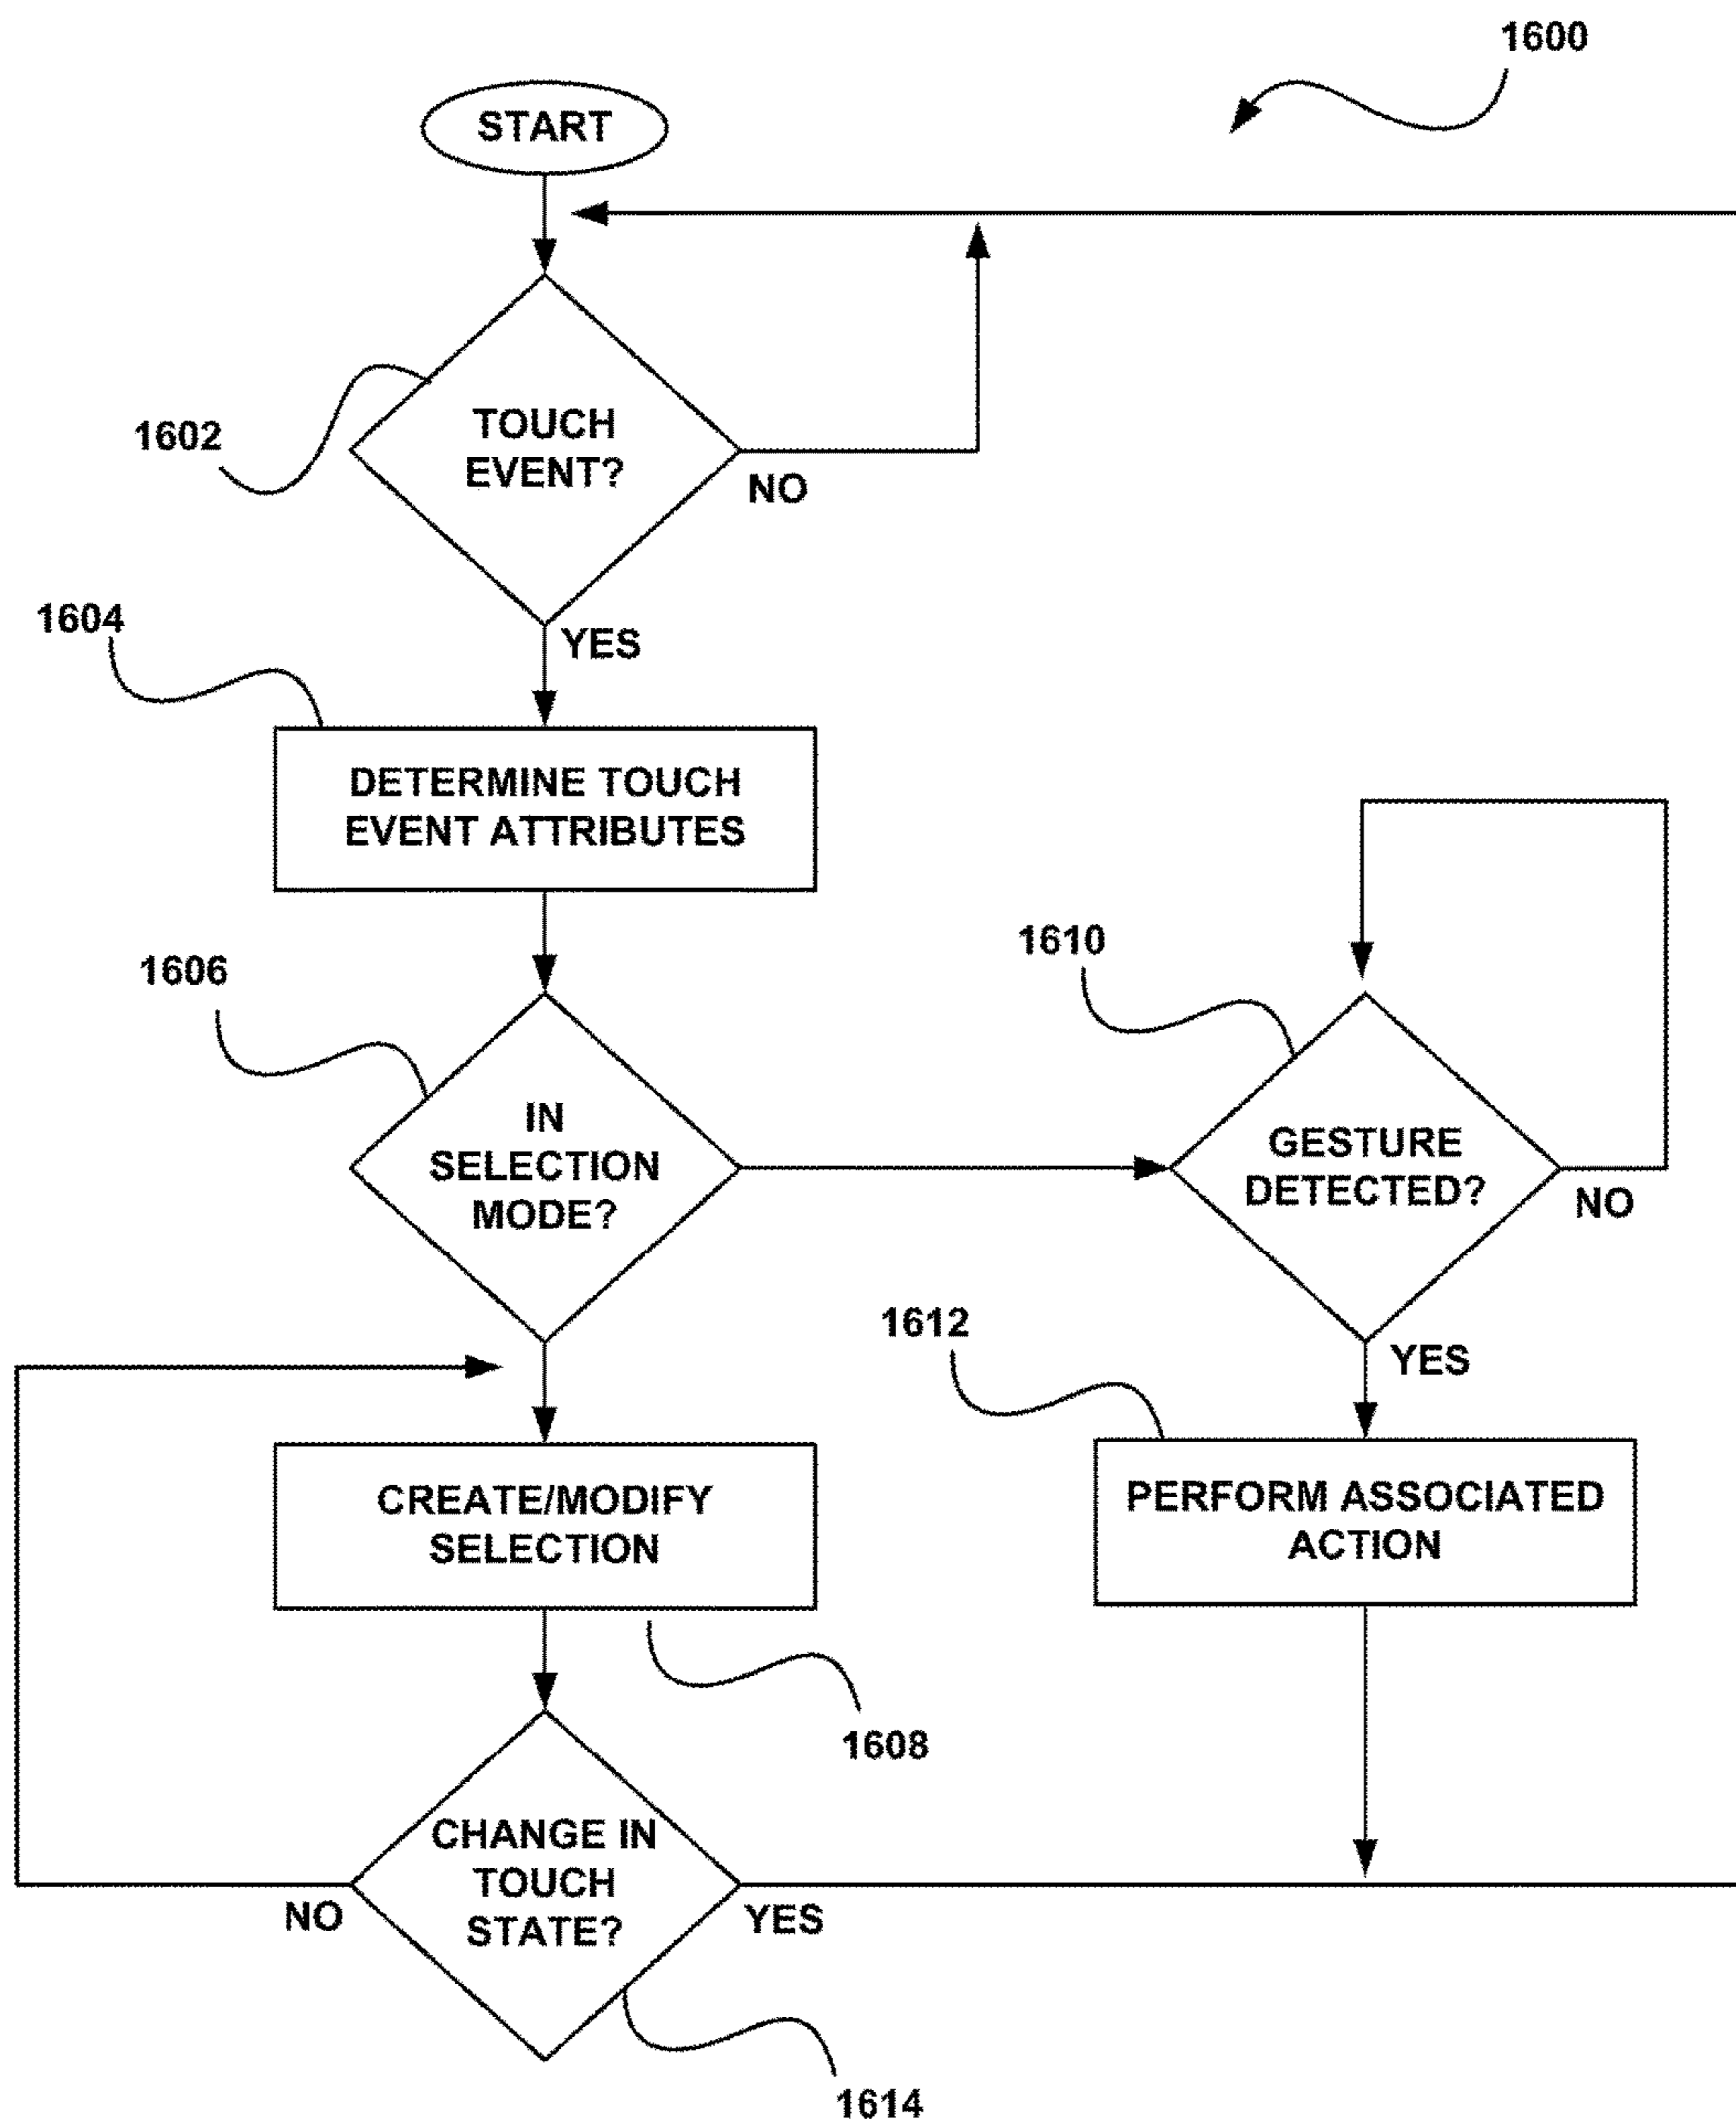 1600
START
TOUCH
EVENT?
1602
NO
YES
1604
DETERMINE TOUCH
EVENT ATTRIBUTES
1606
IN
SELECTION
MODE?
1610
GESTURE
DETECTED?
NO
YES
1612
PERFORM ASSOCIATED
ACTION
CREATE/MODIFY
SELECTION
1608
CHANGE IN
TOUCH
STATE?
NO
YES
1614